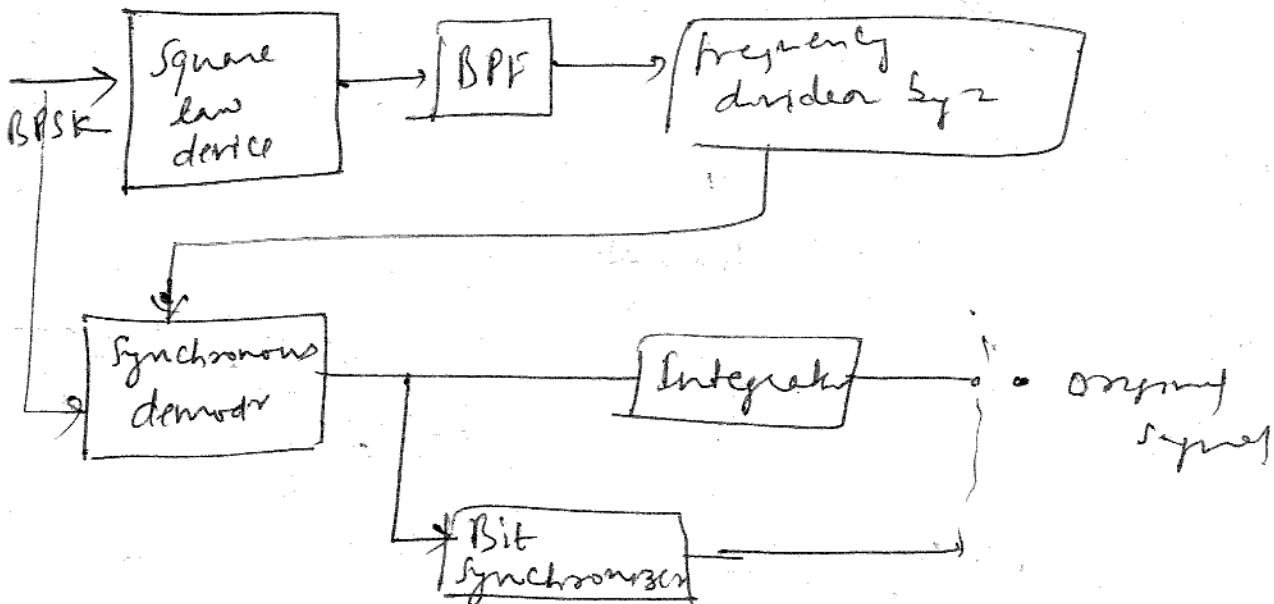 BPSK
Square
law
device
BPF
frequency
divider by 2
Synchronous
demodr
Integrator
Bit
synchronizer